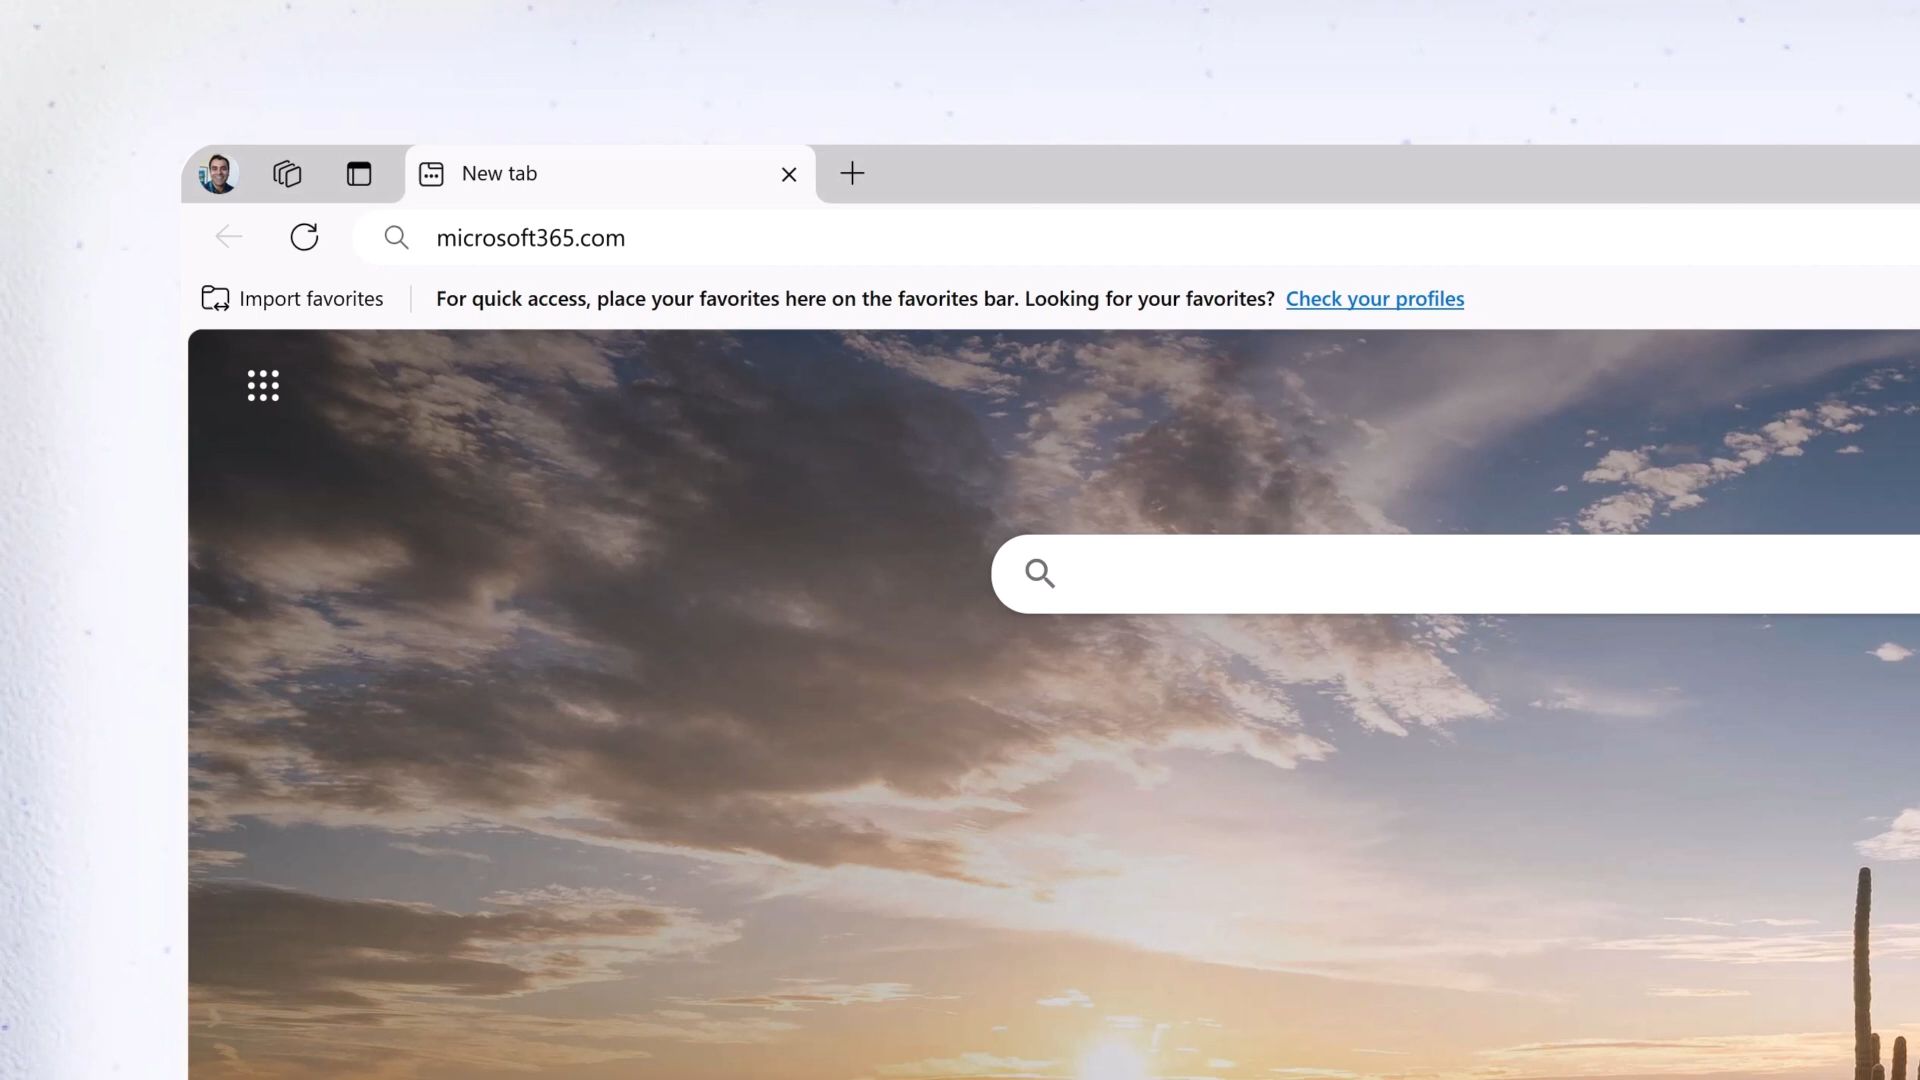 New tab
microsoft365.com
Import favorites
For quick access, place your favorites here on the favorites bar. Looking for your favorites? Check your profiles